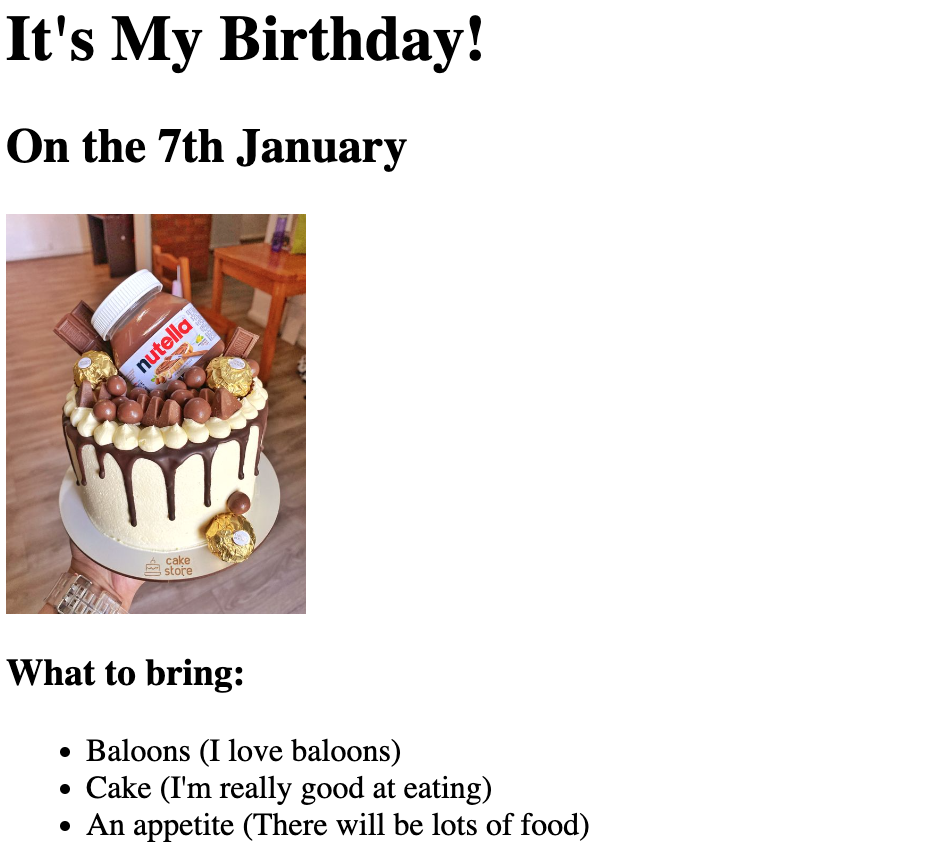 It's My Birthday!
On the 7th January
nutella
cake
store
What to bring:
Baloons (I love baloons)
Cake (I'm really good at eating)
An appetite (There will be lots of food)